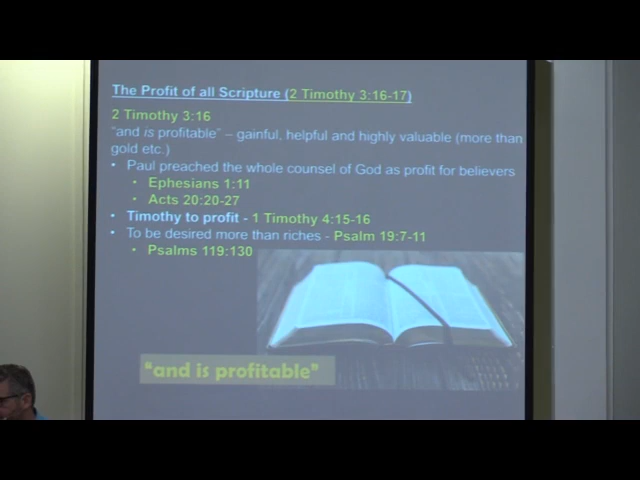 The Profit of all Scripture (2 Timothy 3:16-17)
2 Timothy 3:16
"and is profitable" – gainful, helpful and highly valuable (more than
gold etc.)
• Paul preached the whole counsel of God as profit for believers
• Ephesians 1:11
• Acts 20:20-27
• Timothy to profit - 1 Timothy 4:15-16
• To be desired more than riches - Psalm 19:7-11
• Psalms 119:130
"and is profitable"